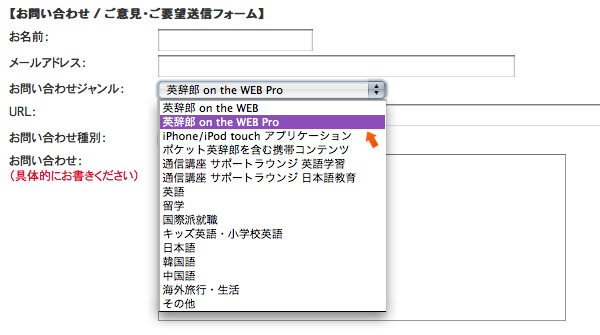 【お問い合わせ / ご意見・ご要望送信フォーム】
お名前：
メールアドレス：
お問い合わせジャンル：
英辞郎 on the WEB Pro
英辞郎 on the WEB
英辞郎 on the WEB Pro
iPhone/iPod touch アプリケーション
ポケット英辞郎を含む携帯コンテンツ
通信講座 サポートラウンジ 英語学習
通信講座 サポートラウンジ 日本語教育
英語
留学
国際派就職
キッズ英語・小学校英語
日本語
韓国語
中国語
海外旅行・生活
その他
URL：
お問い合わせ種別：
お問い合わせ：
（具体的にお書きください）